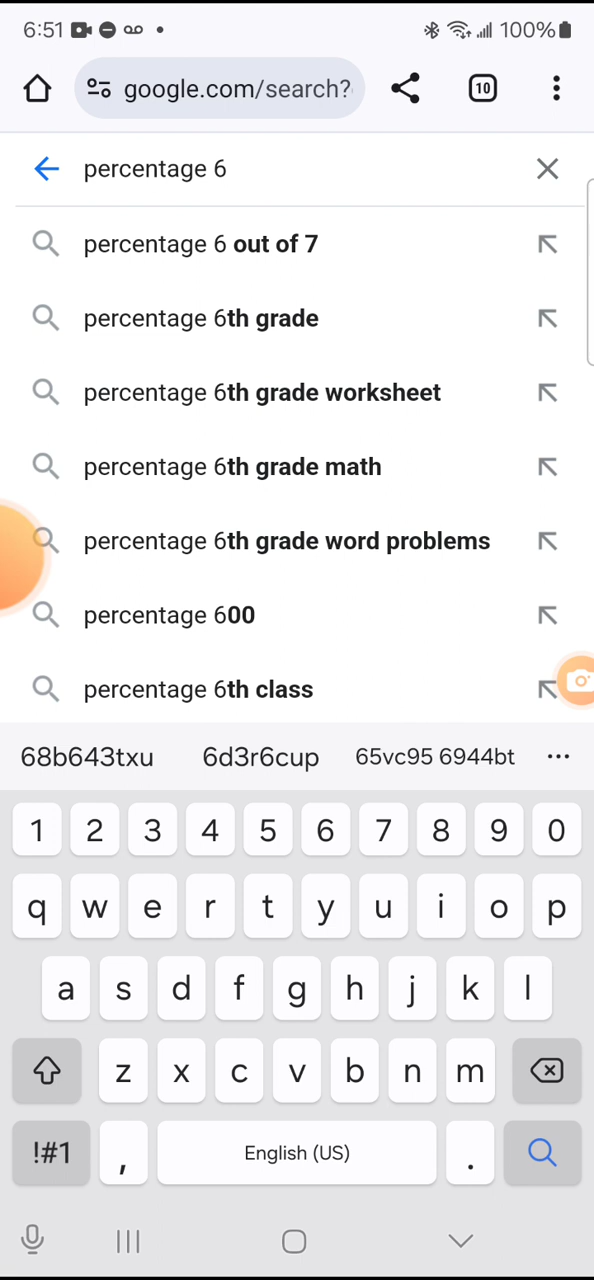 6:51 100%
google.com/search? 10
percentage 6
percentage 6 out of 7
percentage 6th grade
percentage 6th grade worksheet
percentage 6th grade math
percentage 6th grade word problems
percentage 600
percentage 6th class
68b643txu 6d3r6cup 65vc95 6944bt ...
1 2 3 4 5 6 7 8 9 0
q w e r t y u i o p
a s d f g h j k l
z x c v b n m
!#1 , English (US) .